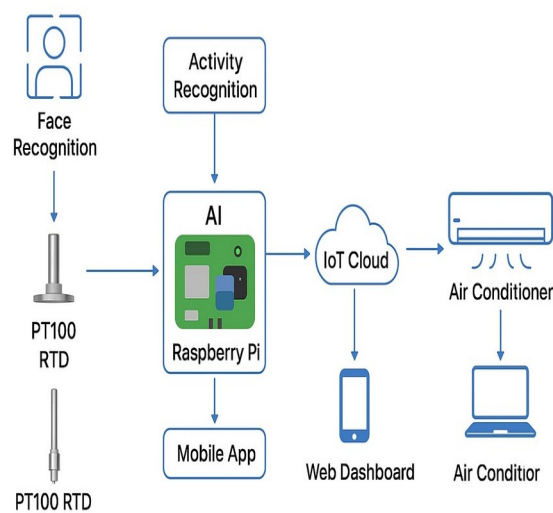 Face
Recognition
Activity
Recognition
PT100
RTD
AI
Raspberry Pi
IoT Cloud
Air Conditioner
PT100 RTD
Mobile App
Web Dashboard
Air Conditior